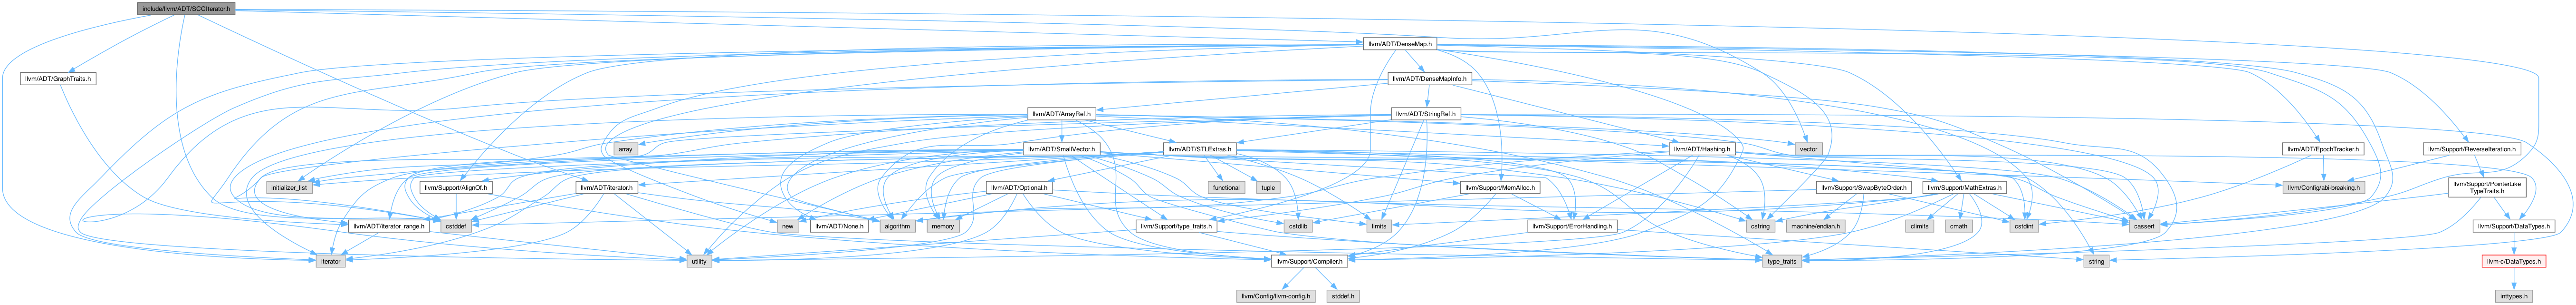 include/llvm/ADT/SCCIterator.h
llvm/ADT/DenseMap.h
llvm/ADT/GraphTraits.h
llvm/ADT/DenseMapInfo.h
llvm/ADT/ArrayRef.h
llvm/ADT/StringRef.h
array
llvm/ADT/SmallVector.h
llvm/ADT/STLExtras.h
llvm/ADT/Hashing.h
vector
llvm/ADT/EpochTracker.h
llvm/Support/ReverseIteration.h
initializer_list
llvm/Support/AlignOf.h
llvm/ADT/iterator.h
llvm/ADT/Optional.h
functional
tuple
llvm/Support/MemAlloc.h
llvm/Support/SwapByteOrder.h
llvm/Support/MathExtras.h
llvm/Config/abi-breaking.h
llvm/Support/PointerLike
TypeTraits.h
llvm/ADT/iterator_range.h
cstddef
new
llvm/ADT/None.h
algorithm
memory
llvm/Support/type_traits.h
cstdlib
llvm/Support/ErrorHandling.h
limits
cstring
machine/endian.h
climits
cmath
cstdint
cassert
llvm/Support/DataTypes.h
iterator
utility
llvm/Support/Compiler.h
type_traits
string
llvm-c/DataTypes.h
llvm/Config/llvm-config.h
stddef.h
inttypes.h